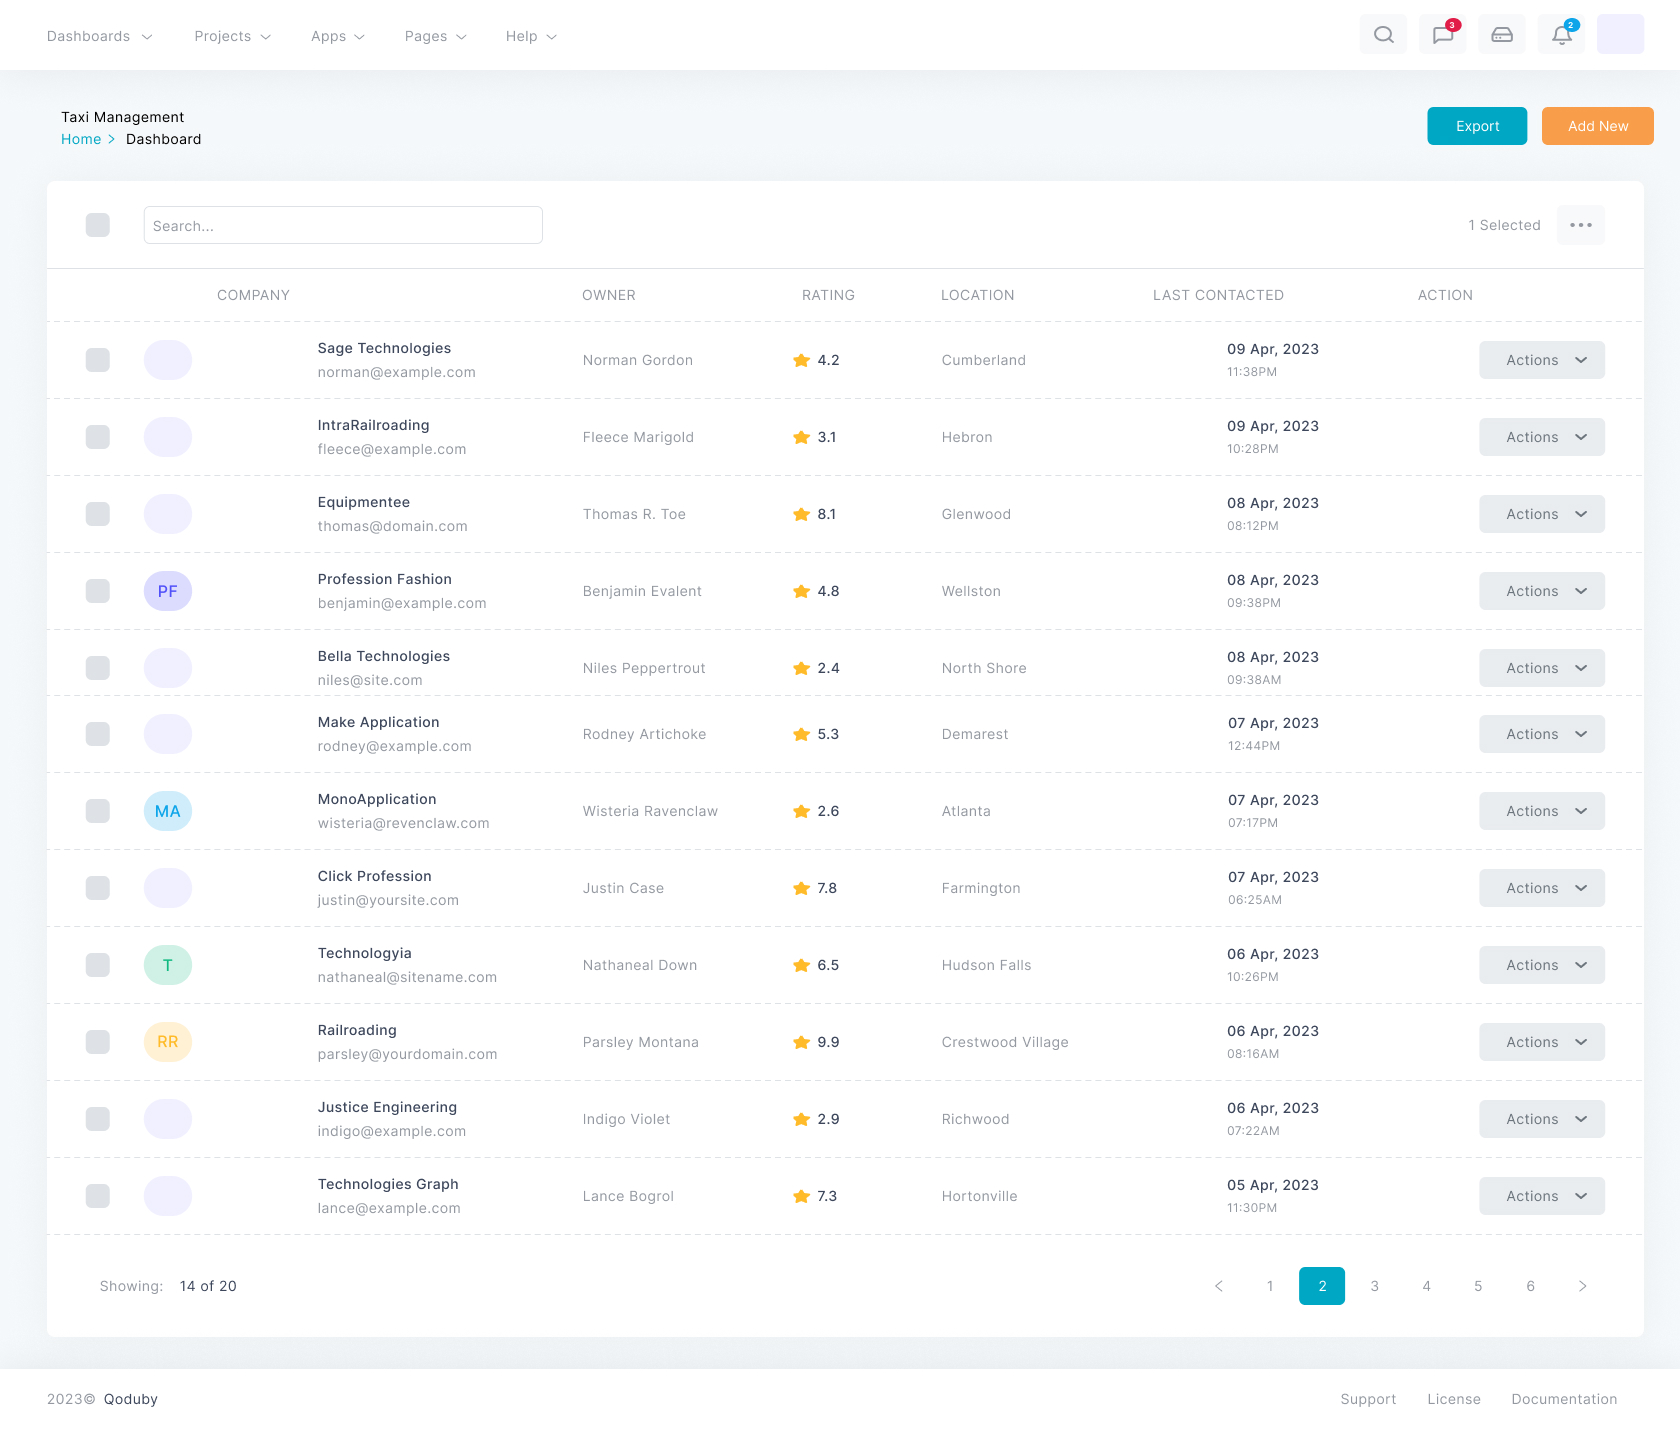 Dashboards Projects Apps Pages Help 3 2
Taxi Management
Home > Dashboard
Export Add New
Search... 1 Selected
COMPANY OWNER RATING LOCATION LAST CONTACTED ACTION
Sage Technologies
norman@example.com
Norman Gordon 4.2 Cumberland
09 Apr, 2023
11:38PM
Actions
IntraRailroading
fleece@example.com
Fleece Marigold 3.1 Hebron
09 Apr, 2023
10:28PM
Actions
Equipmentee
thomas@domain.com
Thomas R. Toe 8.1 Glenwood
08 Apr, 2023
08:12PM
Actions
PF
Profession Fashion
benjamin@example.com
Benjamin Evalent 4.8 Wellston
08 Apr, 2023
09:38PM
Actions
Bella Technologies
niles@site.com
Niles Peppertrout 2.4 North Shore
08 Apr, 2023
09:38AM
Actions
Make Application
rodney@example.com
Rodney Artichoke 5.3 Demarest
07 Apr, 2023
12:44PM
Actions
MA
MonoApplication
wisteria@revenclaw.com
Wisteria Ravenclaw 2.6 Atlanta
07 Apr, 2023
07:17PM
Actions
Click Profession
justin@yoursite.com
Justin Case 7.8 Farmington
07 Apr, 2023
06:25AM
Actions
T
Technologyia
nathaneal@sitename.com
Nathaneal Down 6.5 Hudson Falls
06 Apr, 2023
10:26PM
Actions
RR
Railroading
parsley@yourdomain.com
Parsley Montana 9.9 Crestwood Village
06 Apr, 2023
08:16AM
Actions
Justice Engineering
indigo@example.com
Indigo Violet 2.9 Richwood
06 Apr, 2023
07:22AM
Actions
Technologies Graph
lance@example.com
Lance Bogrol 7.3 Hortonville
05 Apr, 2023
11:30PM
Actions
Showing: 14 of 20 < 1 2 3 4 5 6 >
2023© Qoduby Support License Documentation